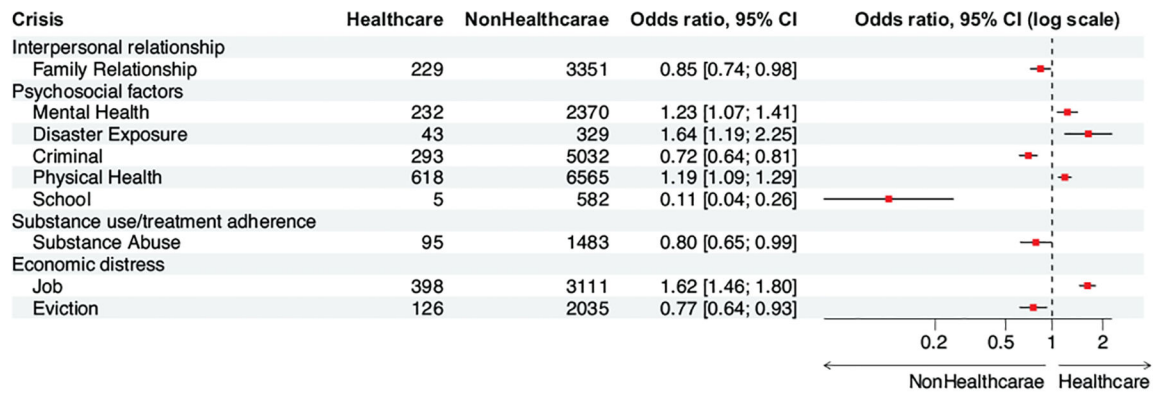 Crisis Healthcare NonHealthcarae Odds ratio, 95% CI Odds ratio, 95% CI (log scale)
Interpersonal relationship
Family Relationship 229 3351 0.85 [0.74; 0.98]
Psychosocial factors
Mental Health 232 2370 1.23 [1.07; 1.41]
Disaster Exposure 43 329 1.64 [1.19; 2.25]
Criminal 293 5032 0.72 [0.64; 0.81]
Physical Health 618 6565 1.19 [1.09; 1.29]
School 5 582 0.11 [0.04; 0.26]
Substance use/treatment adherence
Substance Abuse 95 1483 0.80 [0.65; 0.99]
Economic distress
Job 398 3111 1.62 [1.46; 1.80]
Eviction 126 2035 0.77 [0.64; 0.93]
0.2 0.5 1 2
NonHealthcarae Healthcare